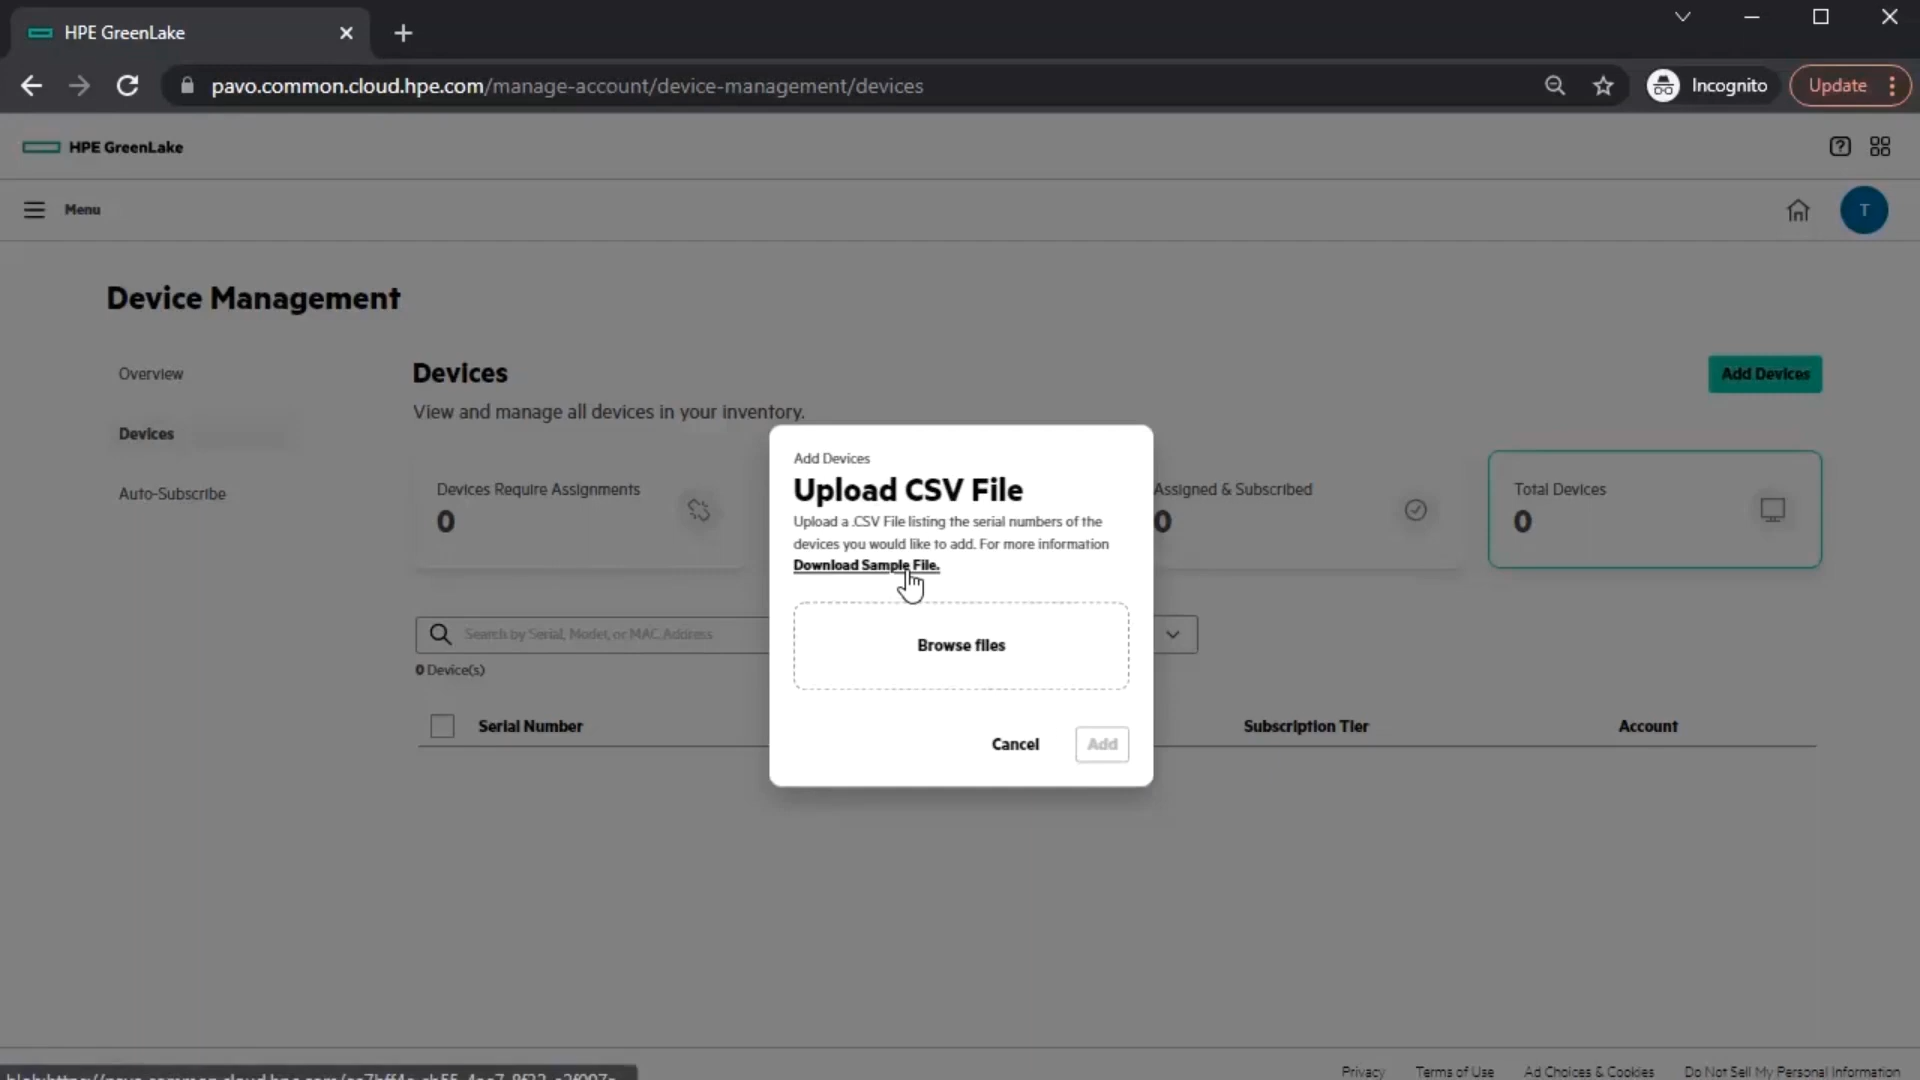 HPE GreenLake
pavo.common.cloud.hpe.com/manage-account/device-management/devices
Incognito
Update
HPE GreenLake
Menu
T
Device Management
Overview
Devices
Auto-Subscribe
Devices
View and manage all devices in your inventory.
Add Devices
Devices Require Assignments
0
Assigned & Subscribed
0
Total Devices
0
Search by Serial, Model, or MAC Address
0 Device(s)
Serial Number
Subscription Tier
Account
Add Devices
Upload CSV File
Upload a .CSV File listing the serial numbers of the
devices you would like to add. For more information
Download Sample File.
Browse files
Cancel
Add
Privacy
Terms of Use
Ad Choices & Cookies
Do Not Sell My Personal Information